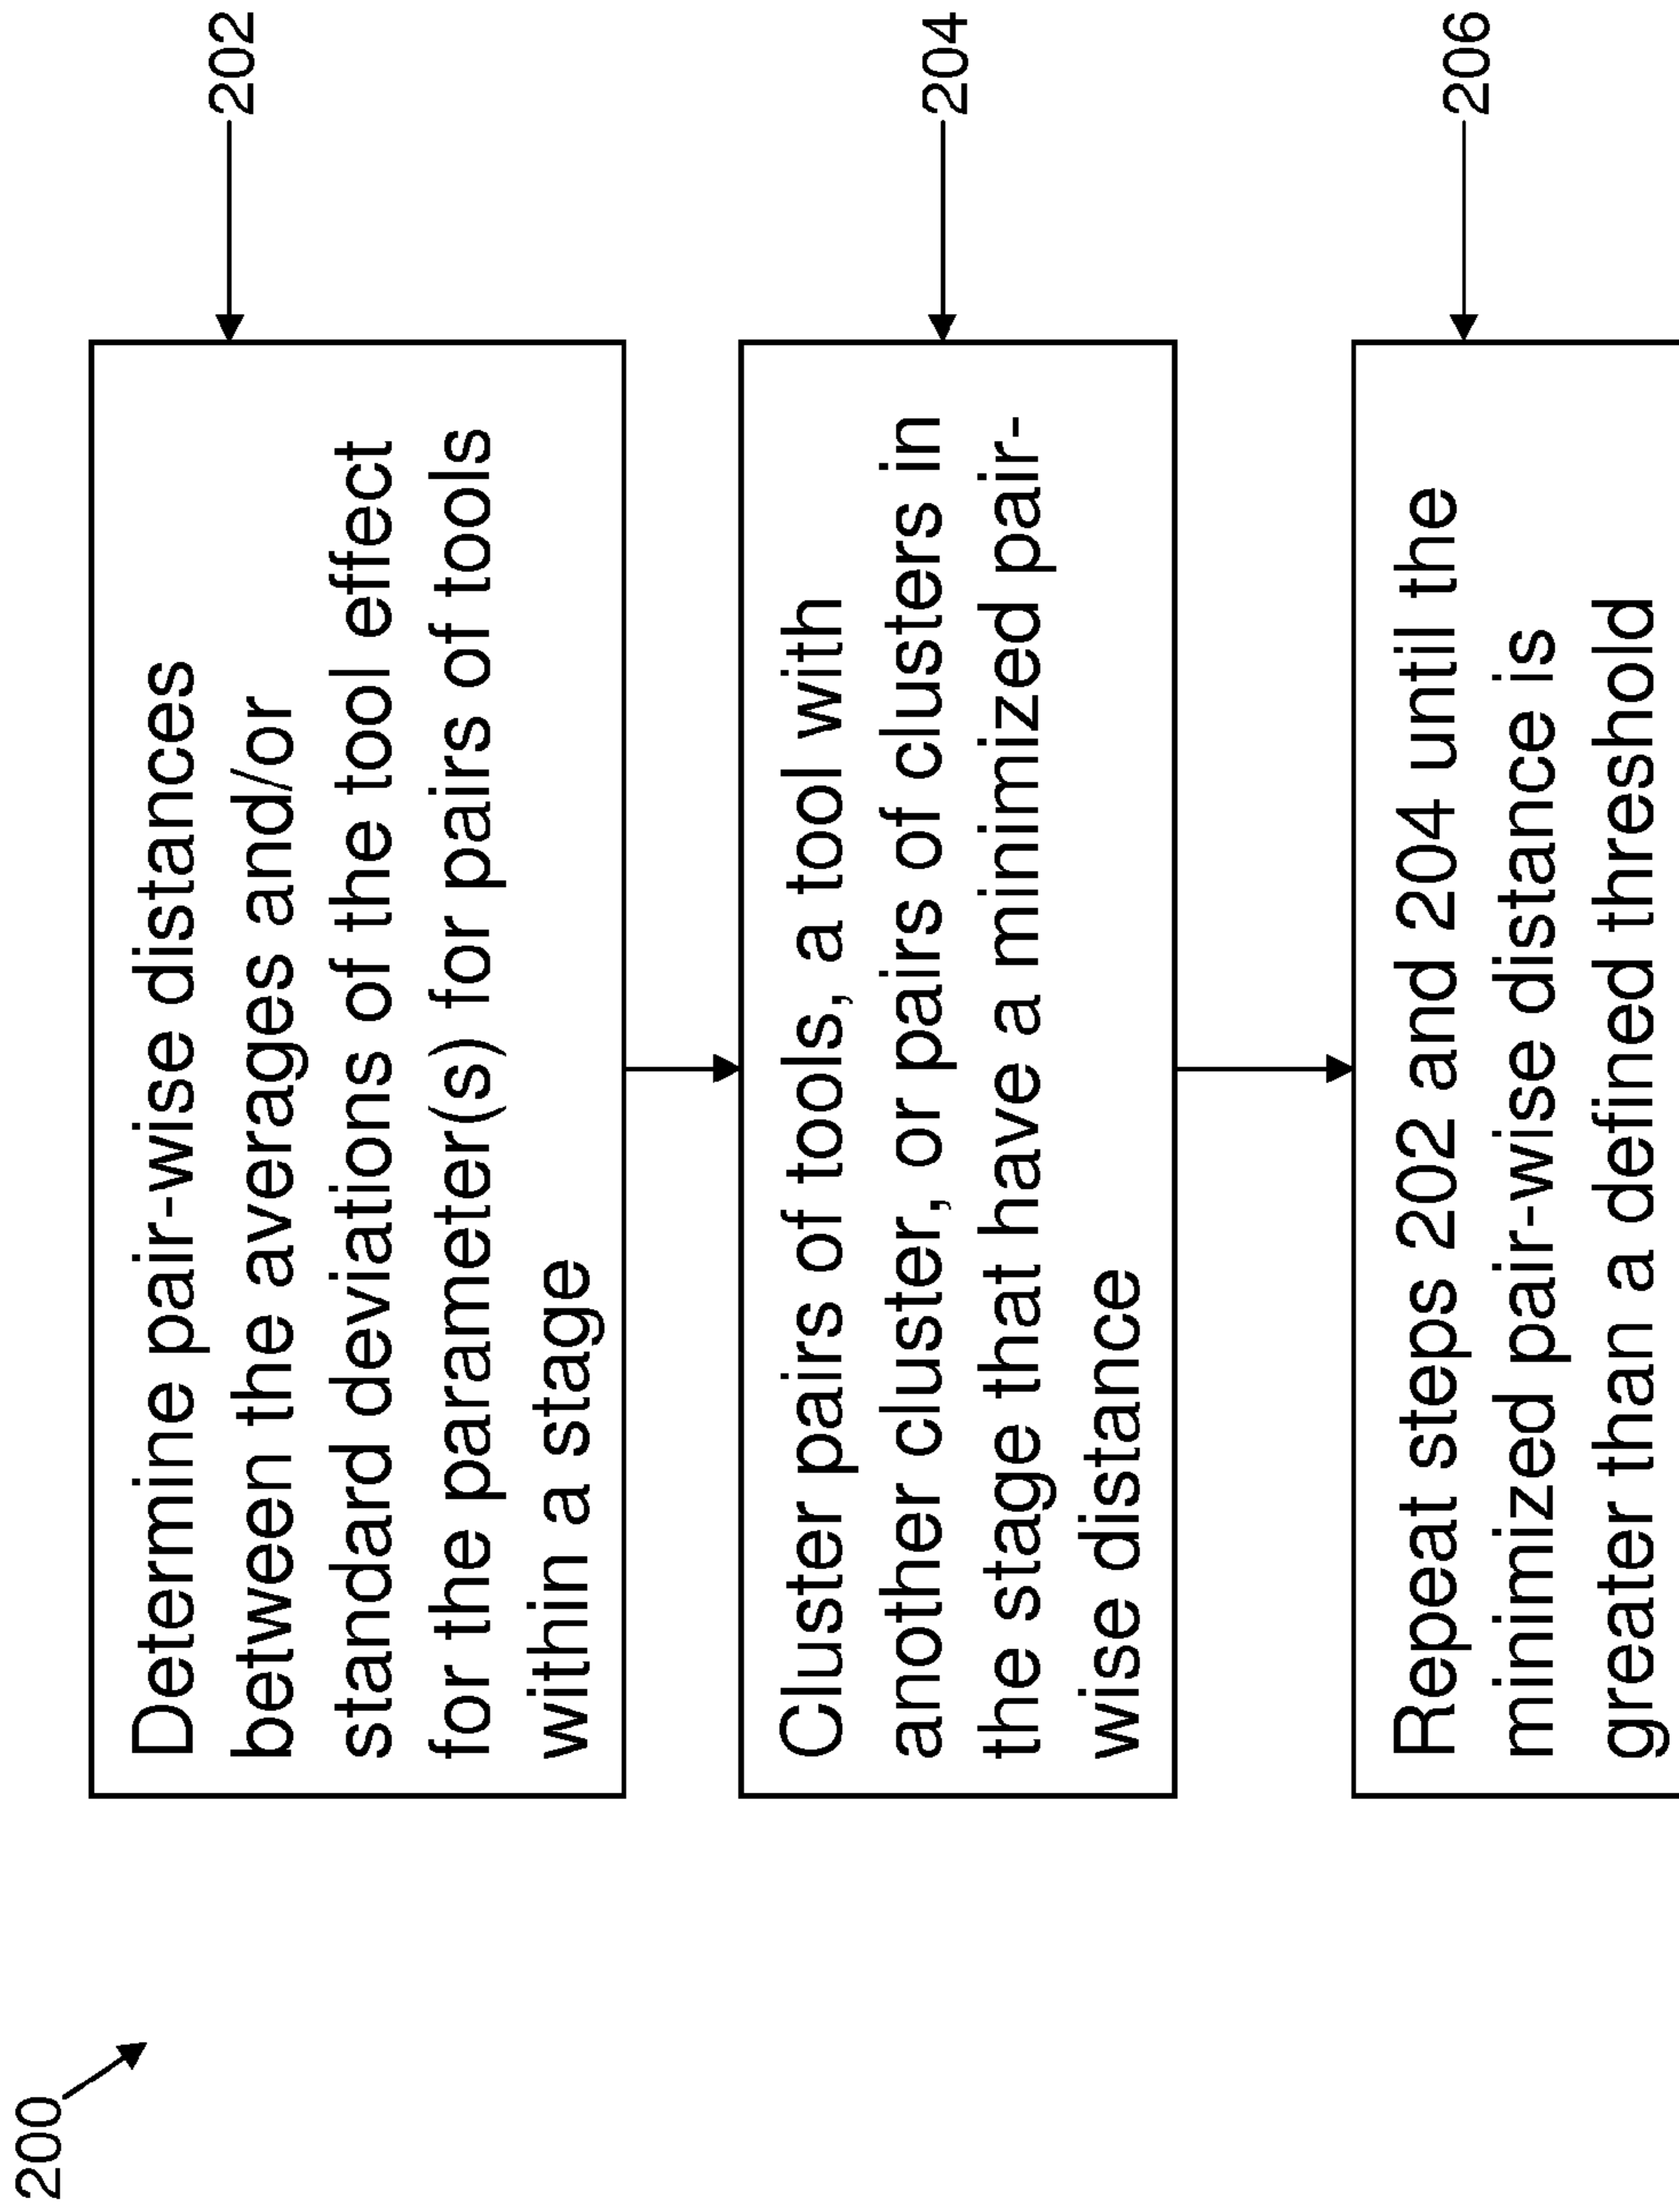 200
Determine pair-wise distances
between the averages and/or
standard deviations of the tool effect
for the parameter(s) for pairs of tools
within a stage
202
Cluster pairs of tools, a tool with
another cluster, or pairs of clusters in
the stage that have a minimized pair-
wise distance
204
Repeat steps 202 and 204 until the
minimized pair-wise distance is
greater than a defined threshold
206